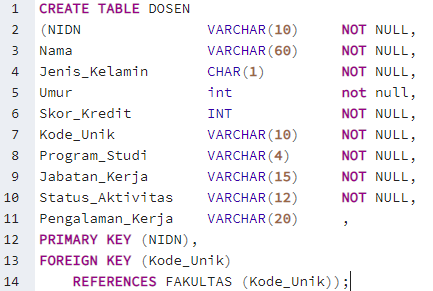 1 CREATE TABLE DOSEN
2 (NIDN VARCHAR(10) NOT NULL,
3 Nama VARCHAR(60) NOT NULL,
4 Jenis_Kelamin CHAR(1) NOT NULL,
5 Umur int not null,
6 Skor_Kredit INT NOT NULL,
7 Kode_Unik VARCHAR(10) NOT NULL,
8 Program_Studi VARCHAR(4) NOT NULL,
9 Jabatan_Kerja VARCHAR(15) NOT NULL,
10 Status_Aktivitas VARCHAR(12) NOT NULL,
11 Pengalaman_Kerja VARCHAR(20) ,
12 PRIMARY KEY (NIDN),
13 FOREIGN KEY (Kode_Unik)
14 REFERENCES FAKULTAS (Kode_Unik));